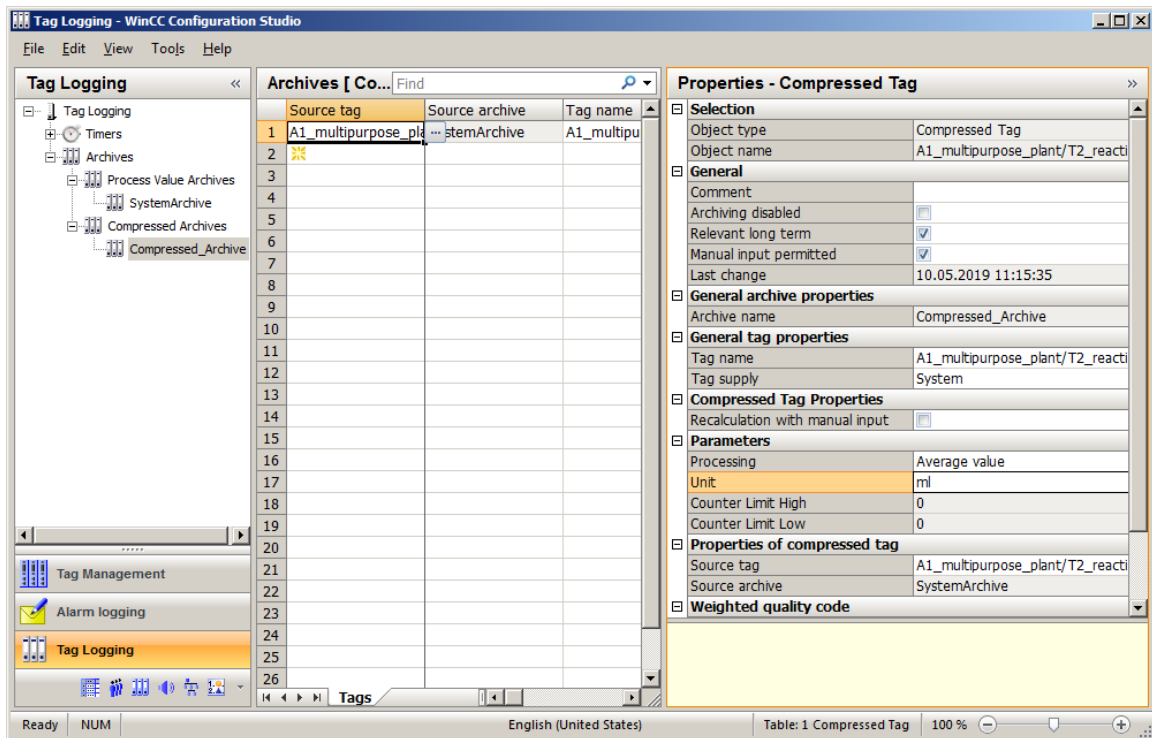 Tag Logging - WinCC Configuration Studio
File Edit View Tools Help
Tag Logging «
Tag Logging
Timers
Archives
Process Value Archives
SystemArchive
Compressed Archives
Compressed_Archive
Tag Management
Alarm logging
Tag Logging
Archives [ Co... Find
Source tag Source archive Tag name
1 A1_multipurpose_pla ... stemArchive A1_multipu
2
3
4
5
6
7
8
9
10
11
12
13
14
15
16
17
18
19
20
21
22
23
24
25
26
Tags
Properties - Compressed Tag »
Selection
Object type Compressed Tag
Object name A1_multipurpose_plant/T2_reacti
General
Comment
Archiving disabled
Relevant long term
Manual input permitted
Last change 10.05.2019 11:15:35
General archive properties
Archive name Compressed_Archive
General tag properties
Tag name A1_multipurpose_plant/T2_reacti
Tag supply System
Compressed Tag Properties
Recalculation with manual input
Parameters
Processing Average value
Unit ml
Counter Limit High 0
Counter Limit Low 0
Properties of compressed tag
Source tag A1_multipurpose_plant/T2_reacti
Source archive SystemArchive
Weighted quality code
Ready NUM English (United States) Table: 1 Compressed Tag 100 %